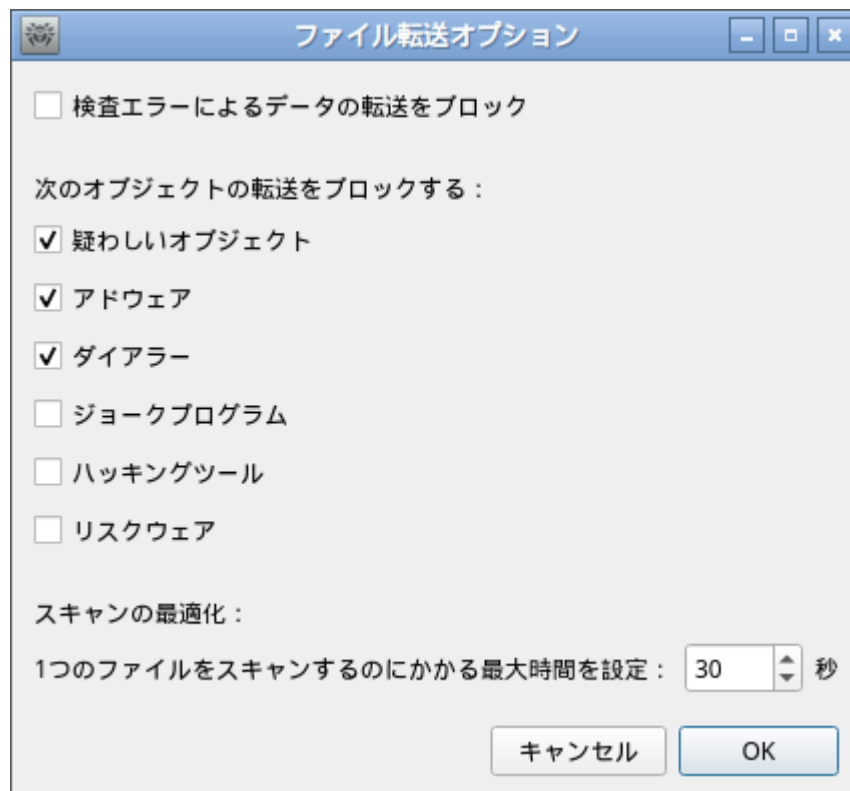 ファイル転送オプション
検査エラーによるデータの転送をブロック
次のオブジェクトの転送をブロックする：
疑わしいオブジェクト
アドウェア
ダイアラー
ジョークプログラム
ハッキングツール
リスクウェア
スキャンの最適化：
1つのファイルをスキャンするのにかかる最大時間を設定： 30 秒
キャンセル OK